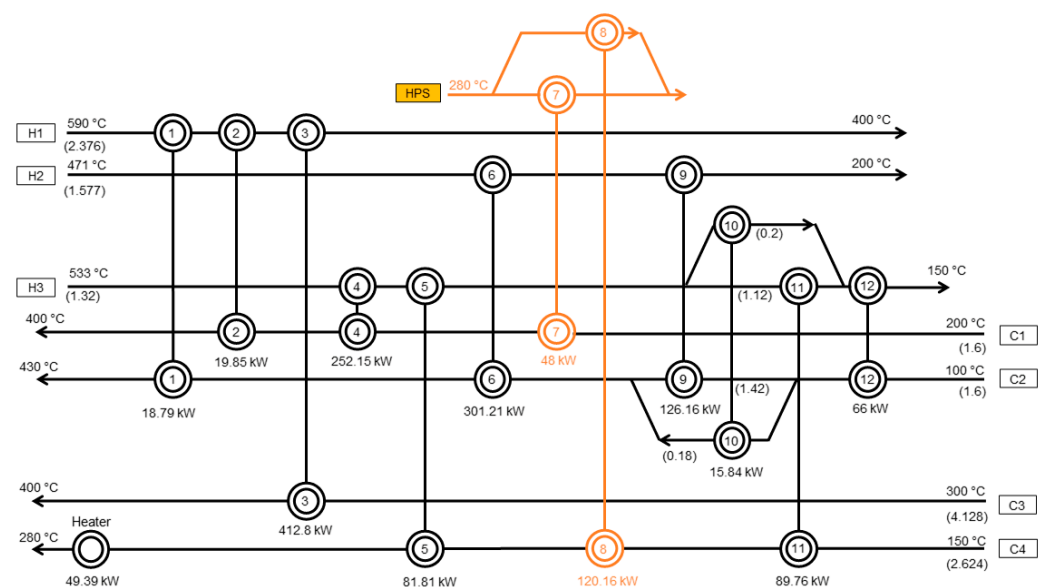 8
HPS
280 °C
7
H1
590 °C
(2.376)
1
2
3
400 °C
H2
471 °C
(1.577)
6
9
200 °C
10
(0.2)
H3
533 °C
(1.32)
4
5
(1.12)
11
12
150 °C
400 °C
2
4
7
200 °C
(1.6)
C1
19.85 kW
252.15 kW
48 kW
430 °C
1
6
9
(1.42)
12
100 °C
(1.6)
C2
18.79 kW
301.21 kW
126.16 kW
66 kW
(0.18)
10
15.84 kW
400 °C
3
300 °C
(4.128)
C3
412.8 kW
Heater
280 °C
5
8
11
150 °C
(2.624)
C4
49.39 kW
81.81 kW
120.16 kW
89.76 kW